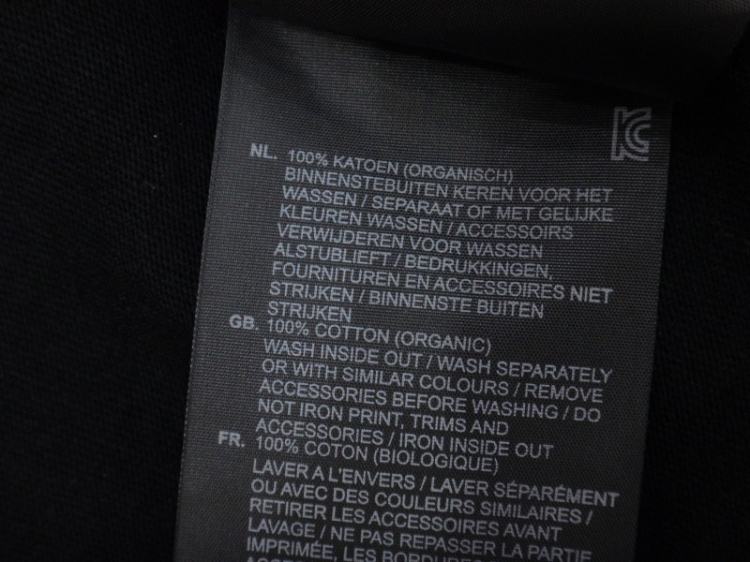 NL. 100% KATOEN (ORGANISCH)
BINNENSTEBUITEN KEREN VOOR HET
WASSEN / SEPARAAT OF MET GELIJKE
KLEUREN WASSEN / ACCESSOIRS
VERWIJDEREN VOOR WASSEN
ALSTUBLIEFT / BEDRUKKINGEN,
FOURNITUREN EN ACCESSOIRES NIET
STRIJKEN / BINNENSTE BUITEN
STRIJKEN
GB. 100% COTTON (ORGANIC)
WASH INSIDE OUT / WASH SEPARATELY
OR WITH SIMILAR COLOURS / REMOVE
ACCESSORIES BEFORE WASHING / DO
NOT IRON PRINT, TRIMS AND
ACCESSORIES / IRON INSIDE OUT
FR. 100% COTON (BIOLOGIQUE)
LAVER A L'ENVERS / LAVER SÉPARÉMENT
OU AVEC DES COULEURS SIMILAIRES /
RETIRER LES ACCESSOIRES AVANT
LAVAGE / NE PAS REPASSER LA PARTIE
IMPRIMÉE, LES BORDURES